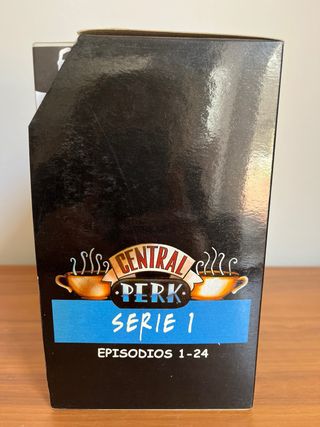 CENTRAL
PERK
SERIE 1
EPISODIOS 1-24